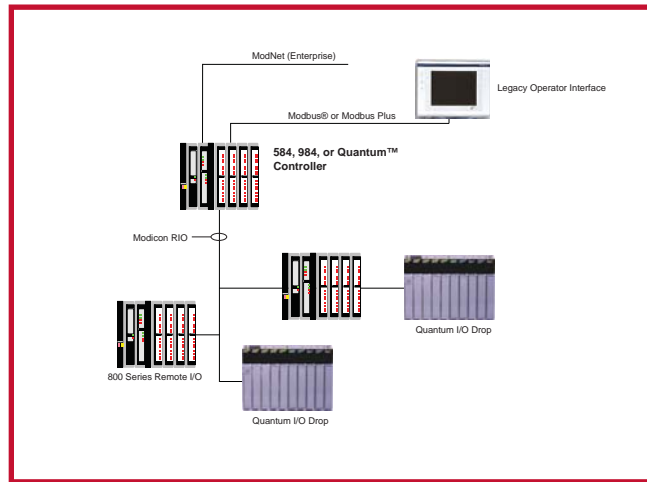 ModNet (Enterprise)
Legacy Operator Interface
Modbus® or Modbus Plus
584, 984, or Quantum™
Controller
Modicon RIO
Quantum I/O Drop
800 Series Remote I/O
Quantum I/O Drop